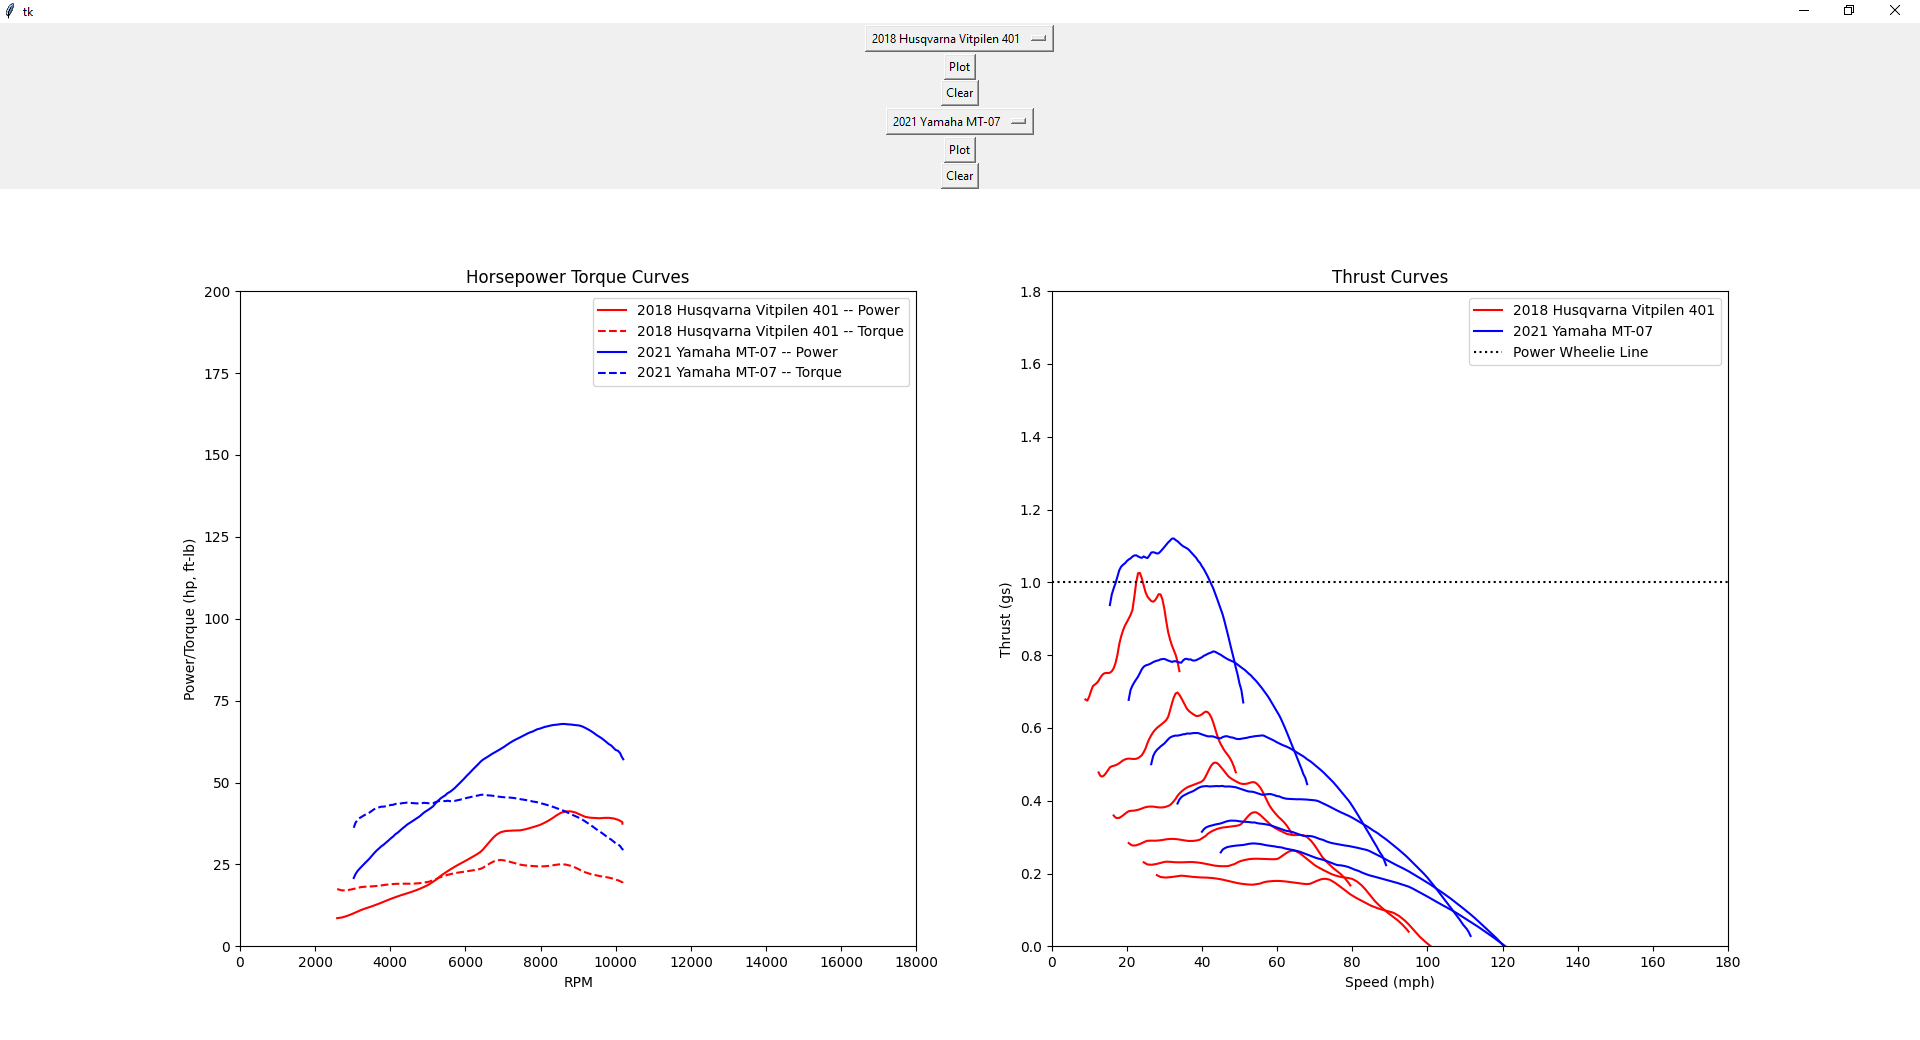 tk
2018 Husqvarna Vitpilen 401
Plot
Clear
2021 Yamaha MT-07
Plot
Clear
Horsepower Torque Curves
200
175
150
125
100
75
50
25
0
Power/Torque (hp, ft-lb)
2018 Husqvarna Vitpilen 401 -- Power
2018 Husqvarna Vitpilen 401 -- Torque
2021 Yamaha MT-07 -- Power
2021 Yamaha MT-07 -- Torque
0 2000 4000 6000 8000 10000 12000 14000 16000 18000
RPM
Thrust Curves
1.8
1.6
1.4
1.2
1.0
0.8
0.6
0.4
0.2
0.0
Thrust (gs)
2018 Husqvarna Vitpilen 401
2021 Yamaha MT-07
Power Wheelie Line
0 20 40 60 80 100 120 140 160 180
Speed (mph)